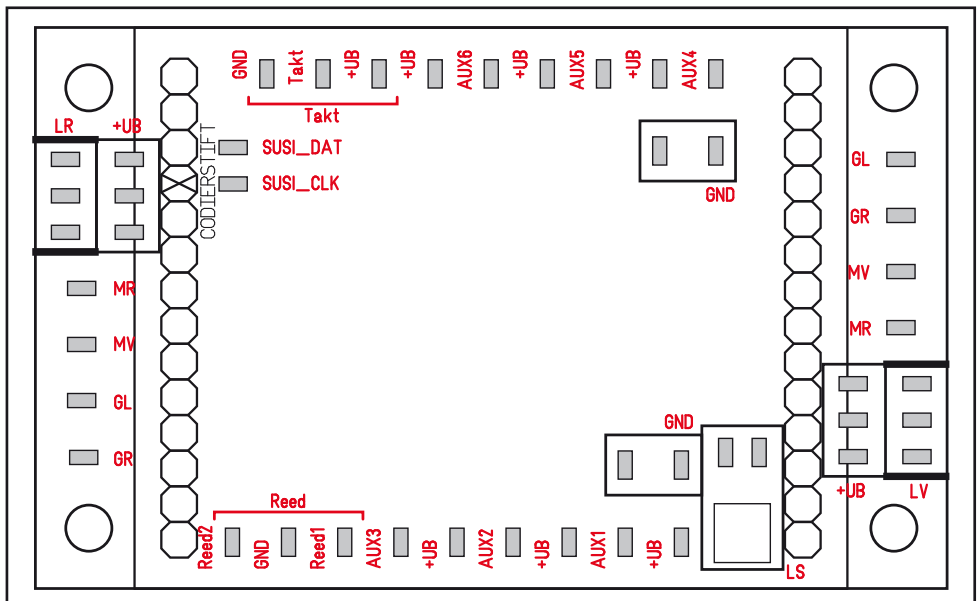 GND Takt +UB +UB AUX6 +UB AUX5 +UB AUX4
Takt
LR +UB
CODIERSTIFT
SUSI_DAT
SUSI_CLK
GND
GL
GR
MV
MR
MR
MV
GL
GR
GND
+UB LV
Reed
Reed2 GND Reed1 AUX3 +UB AUX2 +UB AUX1 +UB
LS